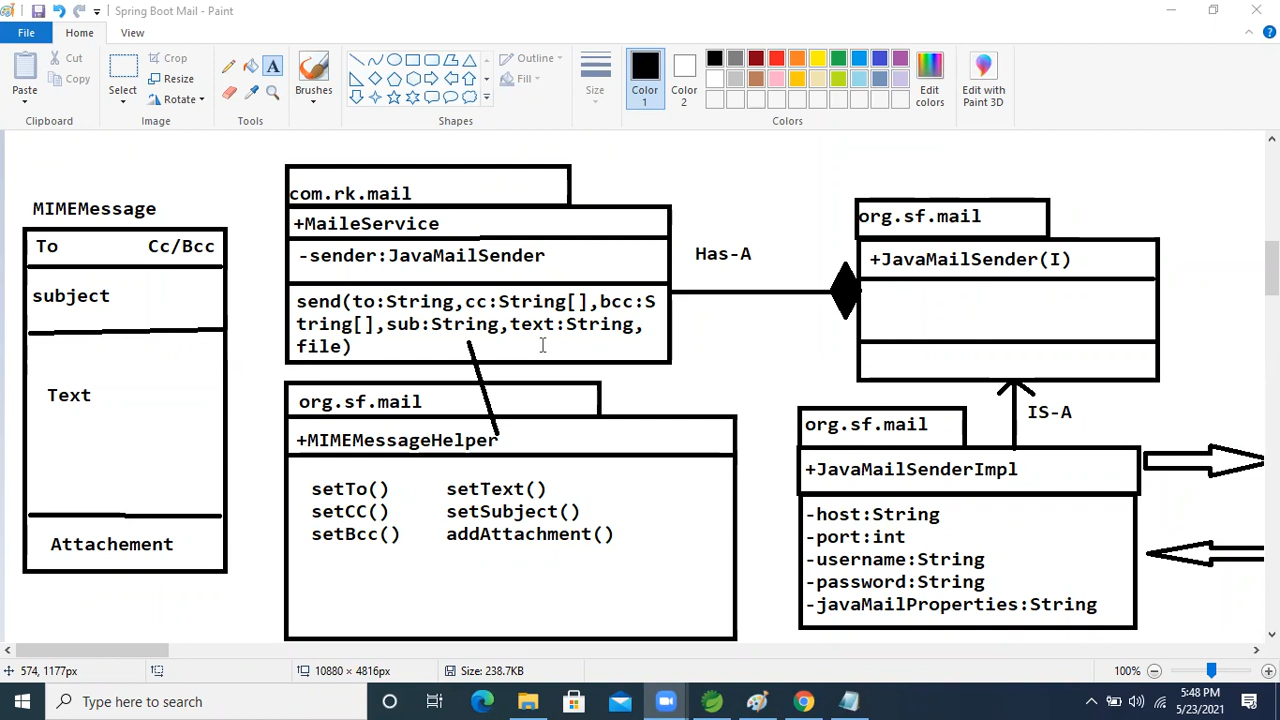 Spring Boot Mail - Paint
File
Home
View
Paste
Cut
Copy
Clipboard
Select
Crop
Resize
Rotate
Image
Tools
Brushes
Shapes
Outline
Fill
Size
Color 1
Color 2
Colors
Edit colors
Edit with Paint 3D
MIMEMessage
To Cc/Bcc
subject
Text
Attachement
com.rk.mail
+MaileService
-sender:JavaMailSender
send(to:String,cc:String[],bcc:S
tring[],sub:String,text:String,
file)
Has-A
org.sf.mail
+JavaMailSender(I)
org.sf.mail
+MIMEMessageHelper
setTo() setText()
setCC() setSubject()
setBcc() addAttachment()
IS-A
org.sf.mail
+JavaMailSenderImpl
-host:String
-port:int
-username:String
-password:String
-javaMailProperties:String
574, 1177px
10880 × 4816px
Size: 238.7KB
100%
Type here to search
5:48 PM
5/23/2021